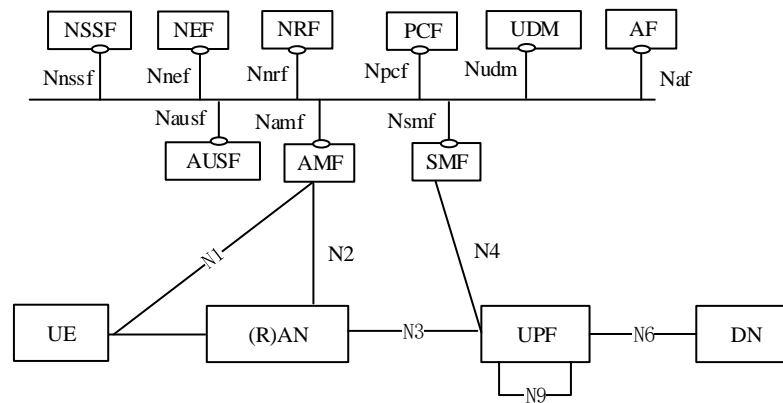 NSSF NEF NRF PCF UDM AF
Nnssf Nnef Nnrf Npcf Nudm Naf
Nausf Namf Nsmf
AUSF AMF SMF
N1 N2 N4
UE (R)AN N3 UPF N6 DN
N9